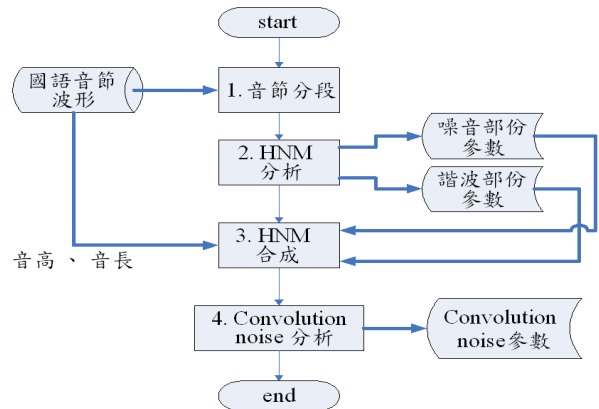 start
國語音節
波形
1. 音節分段
2. HNM
分析
噪音部份
參數
諧波部份
參數
3. HNM
合成
音高 、 音長
4. Convolution
noise 分析
Convolution
noise參數
end